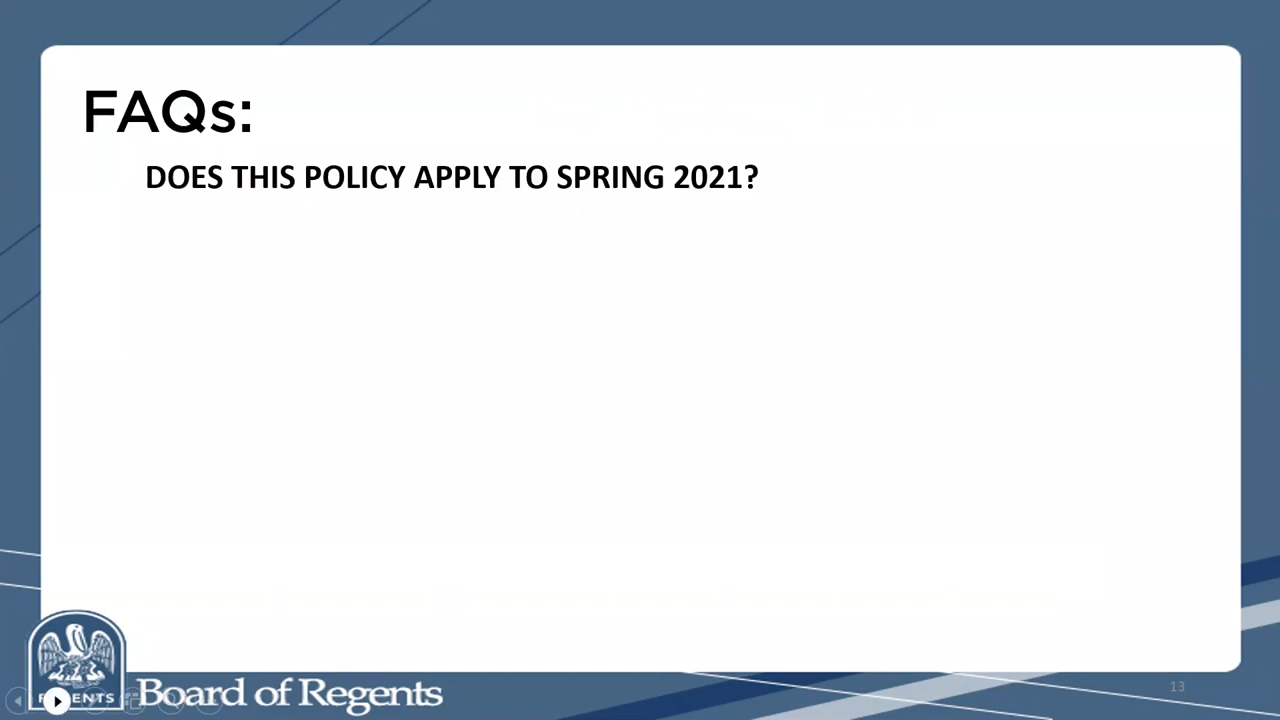 FAQs:
DOES THIS POLICY APPLY TO SPRING 2021?
REGENTS
Board of Regents
13